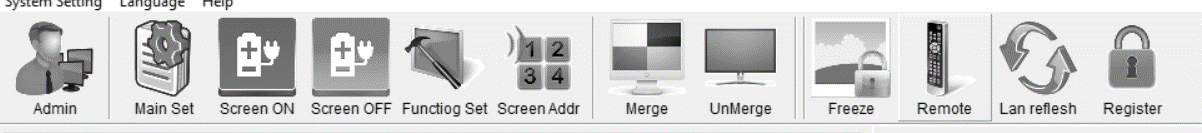 System Setting Language Help
1 2
3 4
Admin Main Set Screen ON Screen OFF Functiog Set Screen Addr Merge UnMerge Freeze Remote Lan reflesh Register